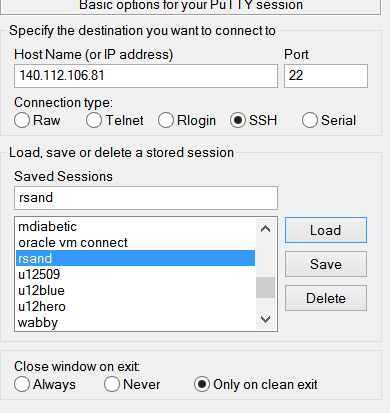 Basic options for your PuTTY session
Specify the destination you want to connect to
Host Name (or IP address) Port
140.112.106.81 22
Connection type:
Raw Telnet Rlogin SSH Serial
Load, save or delete a stored session
Saved Sessions
rsand
mdiabetic
oracle vm connect
rsand
u12509
u12blue
u12hero
wabby
Load
Save
Delete
Close window on exit:
Always Never Only on clean exit